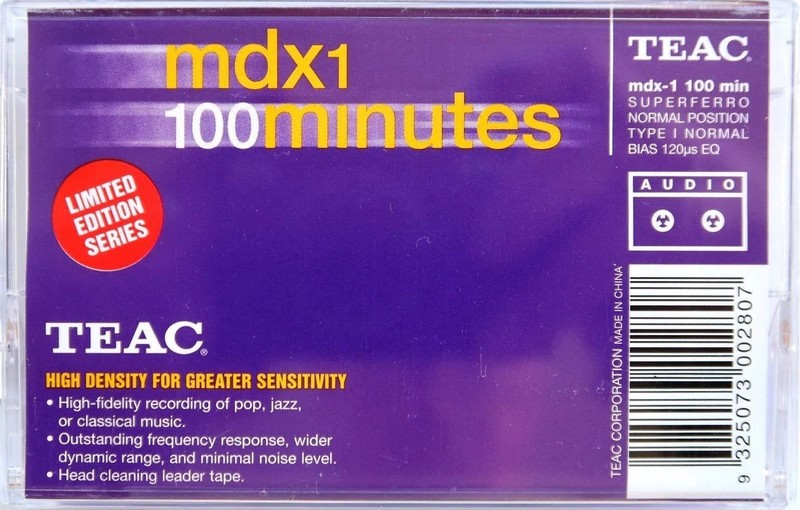 mdx1
100minutes
LIMITED
EDITION
SERIES
TEAC®
HIGH DENSITY FOR GREATER SENSITIVITY
• High-fidelity recording of pop, jazz,
or classical music.
• Outstanding frequency response, wider
dynamic range, and minimal noise level.
• Head cleaning leader tape.
TEAC®
mdx-1 100 min
SUPERFERRO
NORMAL POSITION
TYPE I NORMAL
BIAS 120µs EQ
AUDIO
TEAC CORPORATION MADE IN CHINA
9 325073 002807